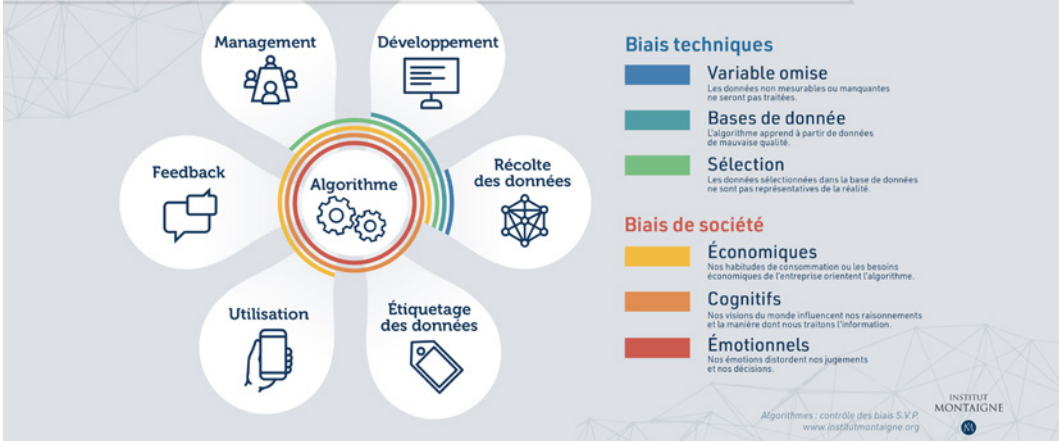 Management
Développement
Feedback
Algorithme
Récolte
des données
Utilisation
Étiquetage
des données
Biais techniques
Variable omise
Les données non mesurables ou manquantes
ne seront pas traitées.
Bases de donnée
L'algorithme apprend à partir de données
de mauvaise qualité.
Sélection
Les données sélectionnées dans la base de données
ne sont pas représentatives de la réalité.
Biais de société
Économiques
Nos habitudes de consommation ou les besoins
économiques de l'entreprise orientent l'algorithme.
Cognitifs
Nos visions du monde influencent nos raisonnements
et la manière dont nous traitons l'information.
Émotionnels
Nos émotions distordent nos jugements
et nos décisions.
Algorithmes : contrôle des biais S.V.P.
www.institutmontaigne.org
INSTITUT
MONTAIGNE